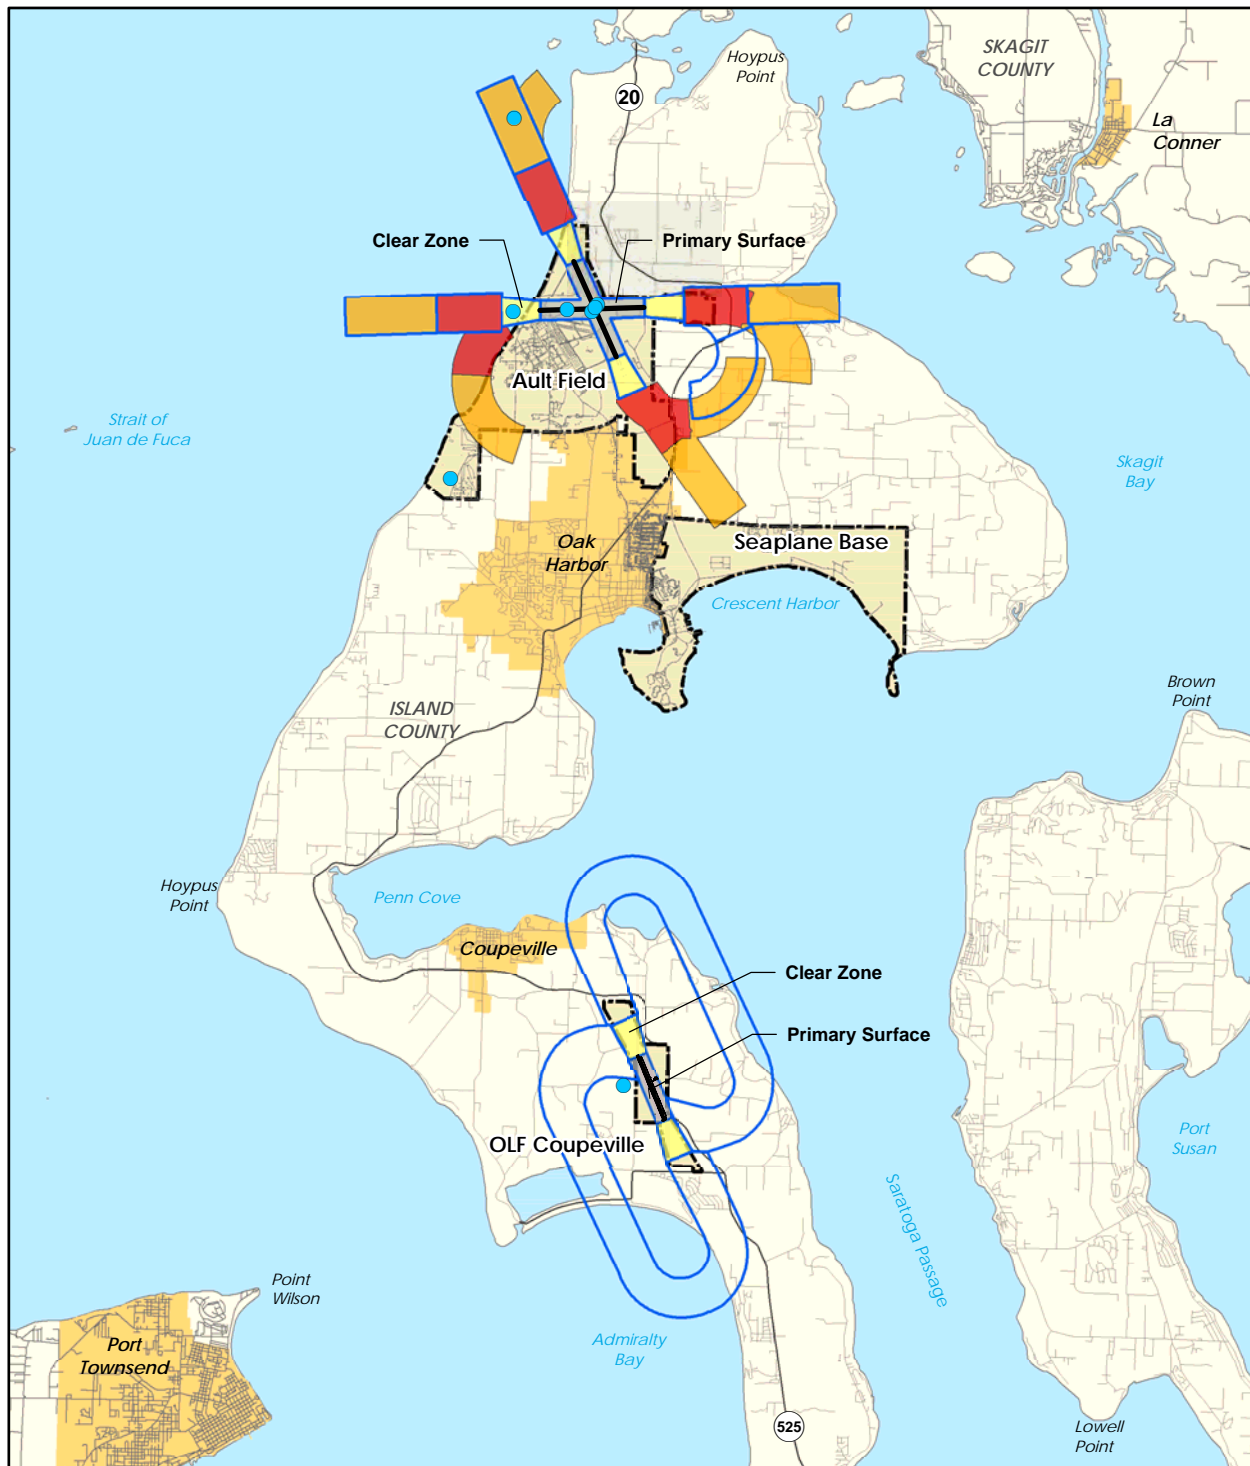 Hoypus
Point
SKAGIT
COUNTY
20
La
Conner
Clear Zone
Primary Surface
Ault Field
Strait of
Juan de Fuca
Skagit
Bay
Oak
Harbor
Seaplane Base
Crescent Harbor
Brown
Point
ISLAND
COUNTY
Hoypus
Point
Penn Cove
Coupeville
Clear Zone
Primary Surface
OLF Coupeville
Port
Susan
Saratoga Passage
Point
Wilson
Port
Townsend
Admiralty
Bay
525
Lowell
Point